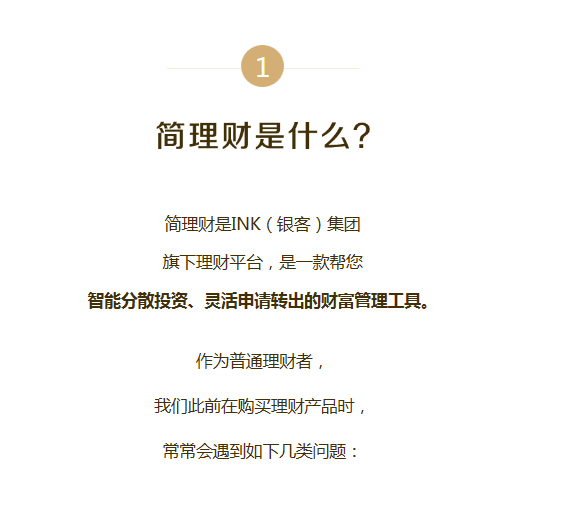 1
简理财是什么?
简理财是INK（银客）集团
旗下理财平台，是一款帮您
智能分散投资、灵活申请转出的财富管理工具。
作为普通理财者，
我们此前在购买理财产品时，
常常会遇到如下几类问题：